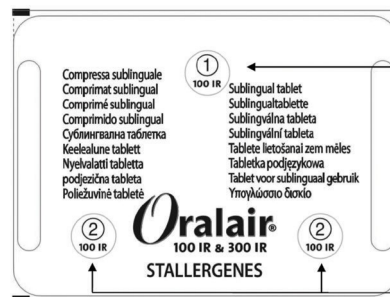 1
100 IR
Compressa sublinguale
Comprimat sublingual
Comprimé sublingual
Comprimido sublingual
Сублингвална таблетка
Keelealune tablett
Nyelvalatti tabletta
podjezična tableta
Poliežuvinė tabletė
Sublingual tablet
Sublingualtablette
Sublingválna tableta
Sublingvální tableta
Tablete lietošanai zem mēles
Tabletka podjęzykowa
Tablet voor sublinguaal gebruik
Υπογλώσσιο δισκίο
2
100 IR
Oralair®
100 IR & 300 IR
STALLERGENES
2
100 IR